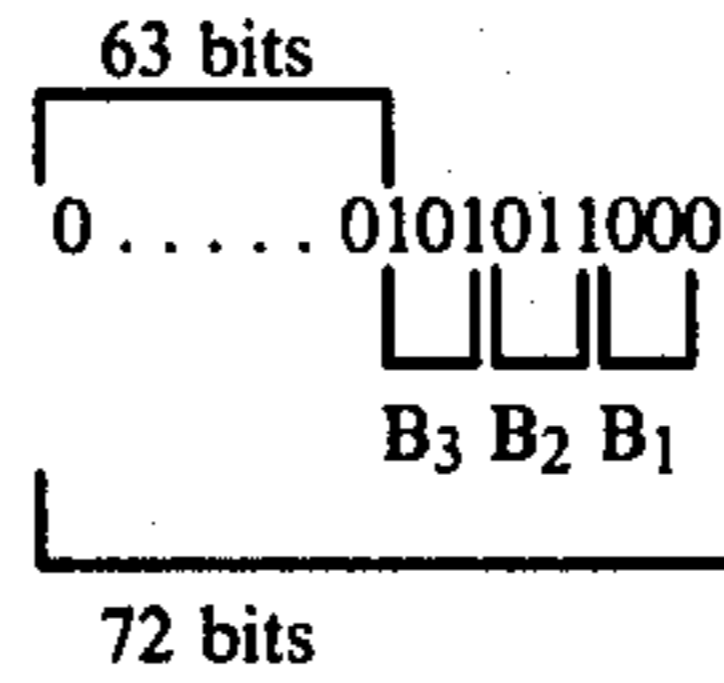 63 bits
0 . . . . . 0101011000
B₃ B₂ B₁
72 bits